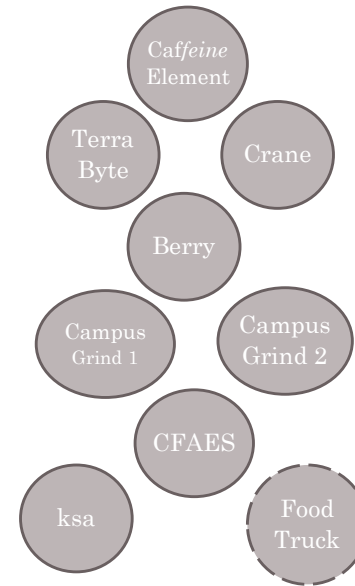 Caffeine
Element
Terra
Byte
Crane
Berry
Campus
Grind 1
Campus
Grind 2
CFAES
ksa
Food
Truck